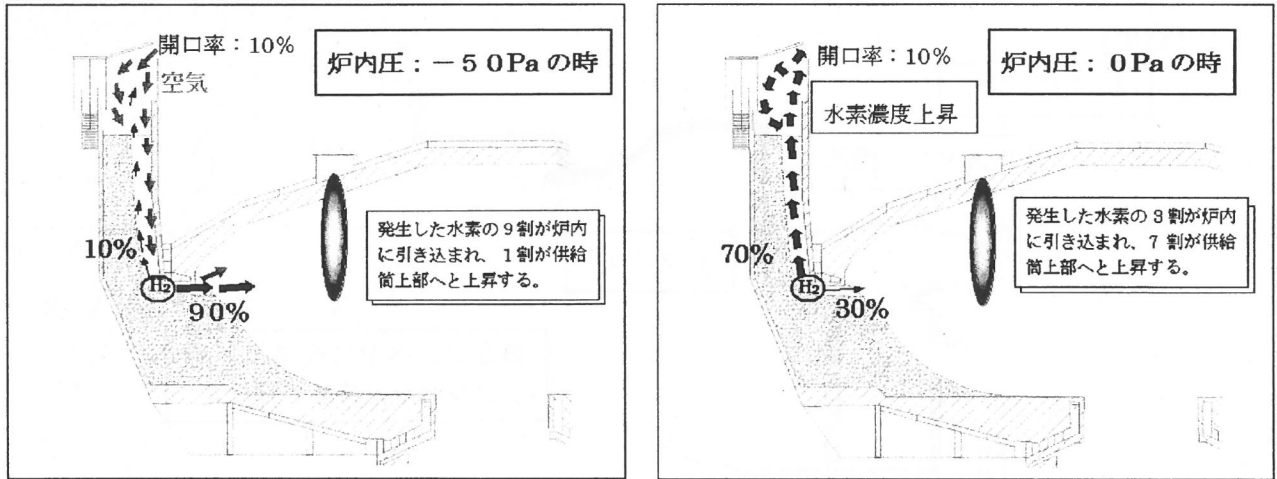 開口率：10%
炉内圧：－５０Paの時
空気
発生した水素の９割が炉内
に引き込まれ、１割が供給
筒上部へと上昇する。
10%
H₂
90%
開口率：10%
炉内圧：0Paの時
水素濃度上昇
発生した水素の３割が炉内
に引き込まれ、７割が供給
筒上部へと上昇する。
70%
H₂
30%